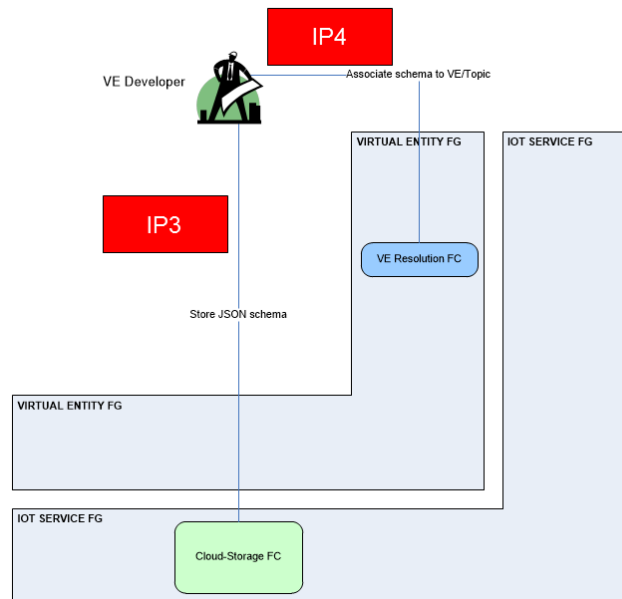 IP4
VE Developer
Associate schema to VE/Topic
VIRTUAL ENTITY FG
IOT SERVICE FG
IP3
VE Resolution FC
Store JSON schema
VIRTUAL ENTITY FG
IOT SERVICE FG
Cloud-Storage FC